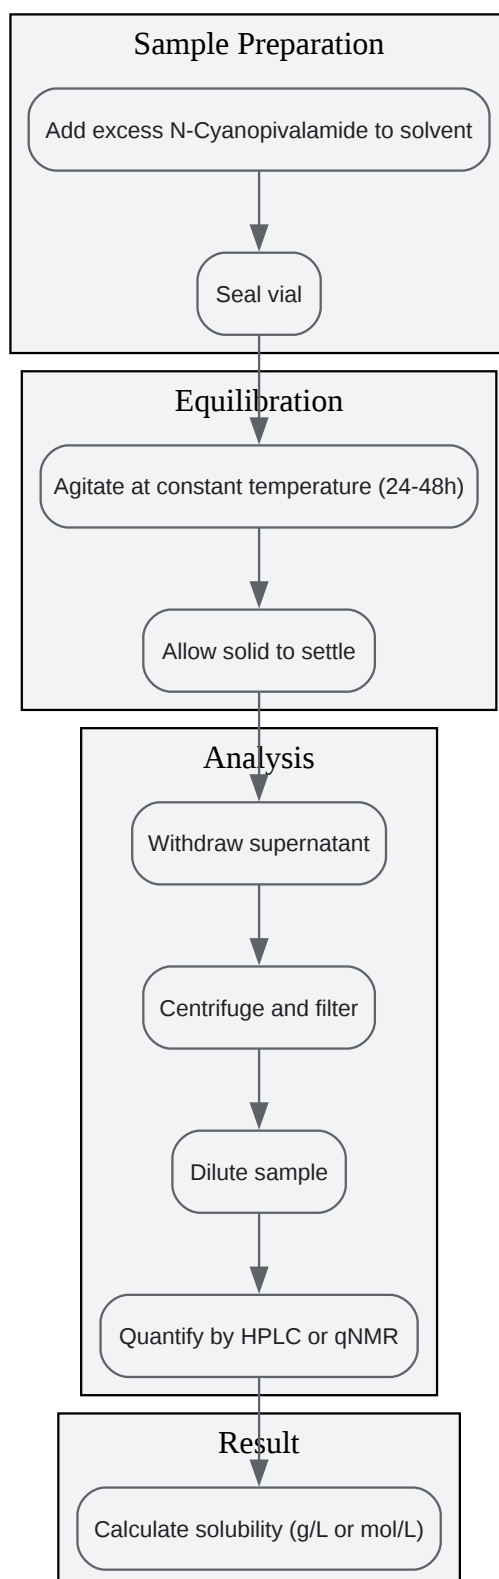 Sample Preparation
Add excess N-Cyanopivalamide to solvent
Seal vial
Equilibration
Agitate at constant temperature (24-48h)
Allow solid to settle
Analysis
Withdraw supernatant
Centrifuge and filter
Dilute sample
Quantify by HPLC or qNMR
Result
Calculate solubility (g/L or mol/L)